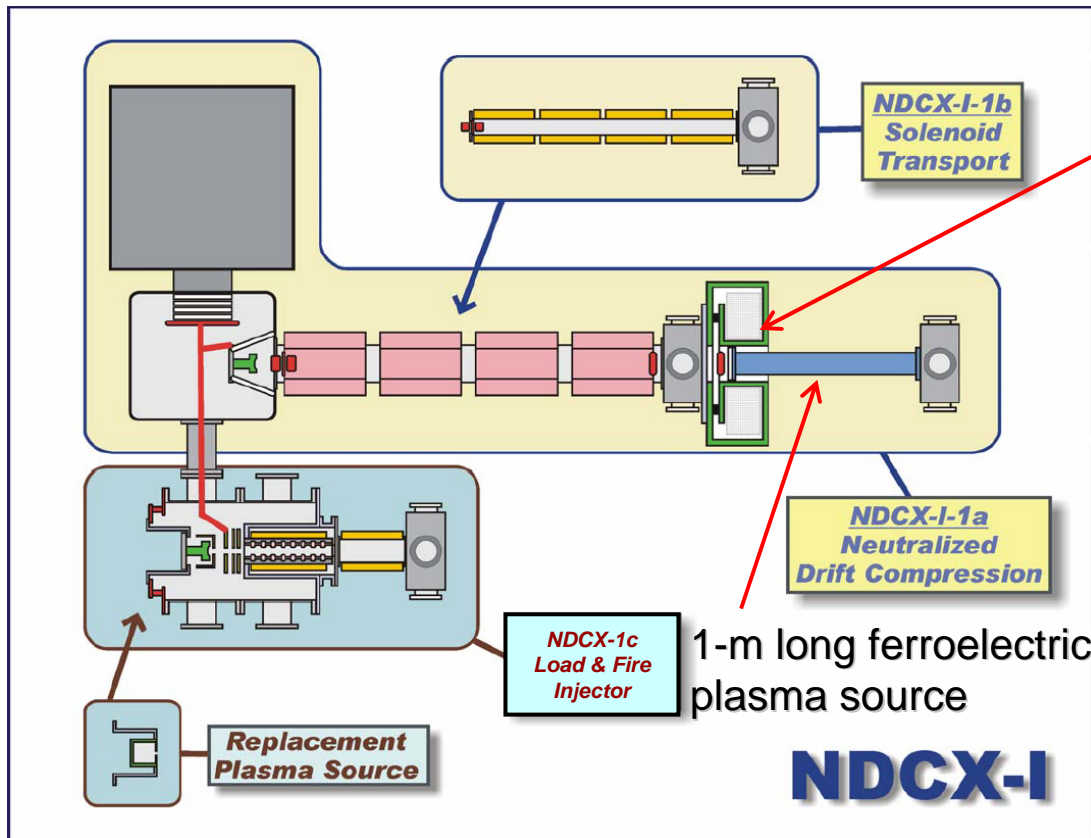 NDCX-I-1b
Solenoid
Transport
NDCX-I-1a
Neutralized
Drift Compression
NDCX-1c
Load & Fire
Injector
1-m long ferroelectric
plasma source
Replacement
Plasma Source
NDCX-I